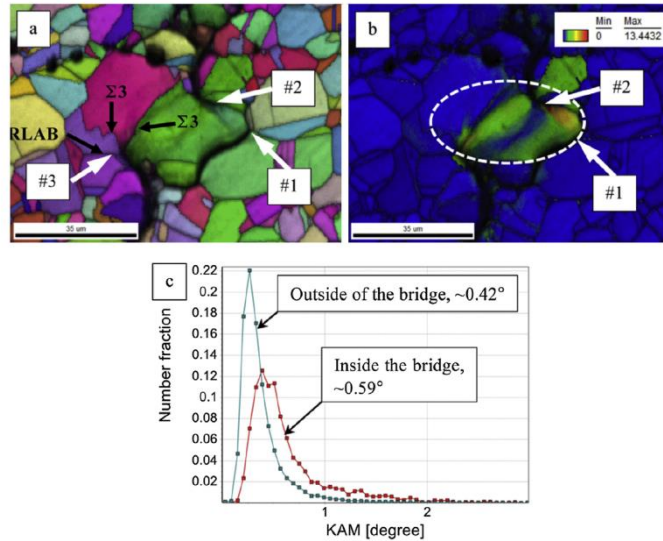 a
#2
Σ3
Σ3
RLAB
#3
#1
35 um
b
Min Max
0 13.4432
#2
#1
35 um
c
Number fraction
0.22
0.2
0.18
0.16
0.14
0.12
0.10
0.08
0.06
0.04
0.02
Outside of the bridge, ~0.42°
Inside the bridge,
~0.59°
1 2
KAM [degree]